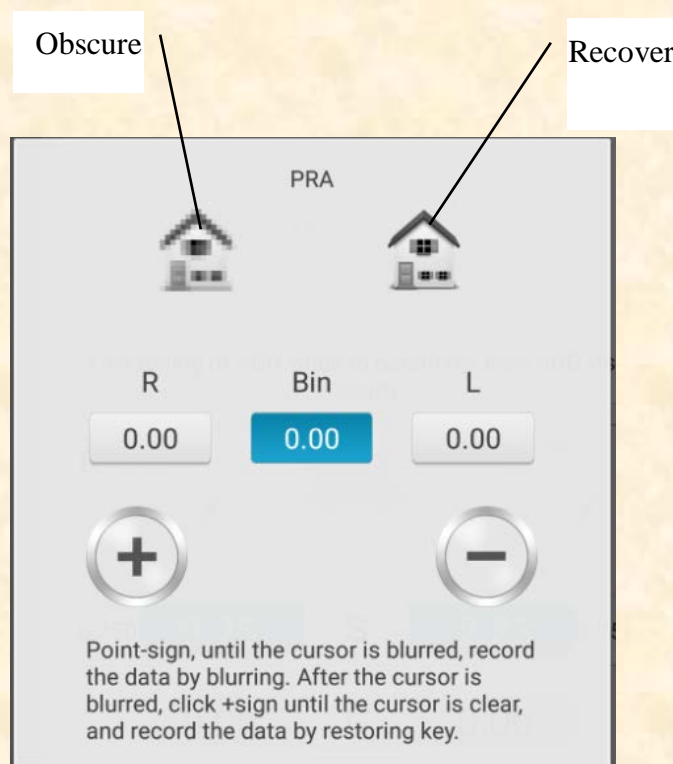 Obscure
Recover
PRA
R Bin L
0.00 0.00 0.00
+ −
Point-sign, until the cursor is blurred, record
the data by blurring. After the cursor is
blurred, click +sign until the cursor is clear,
and record the data by restoring key.